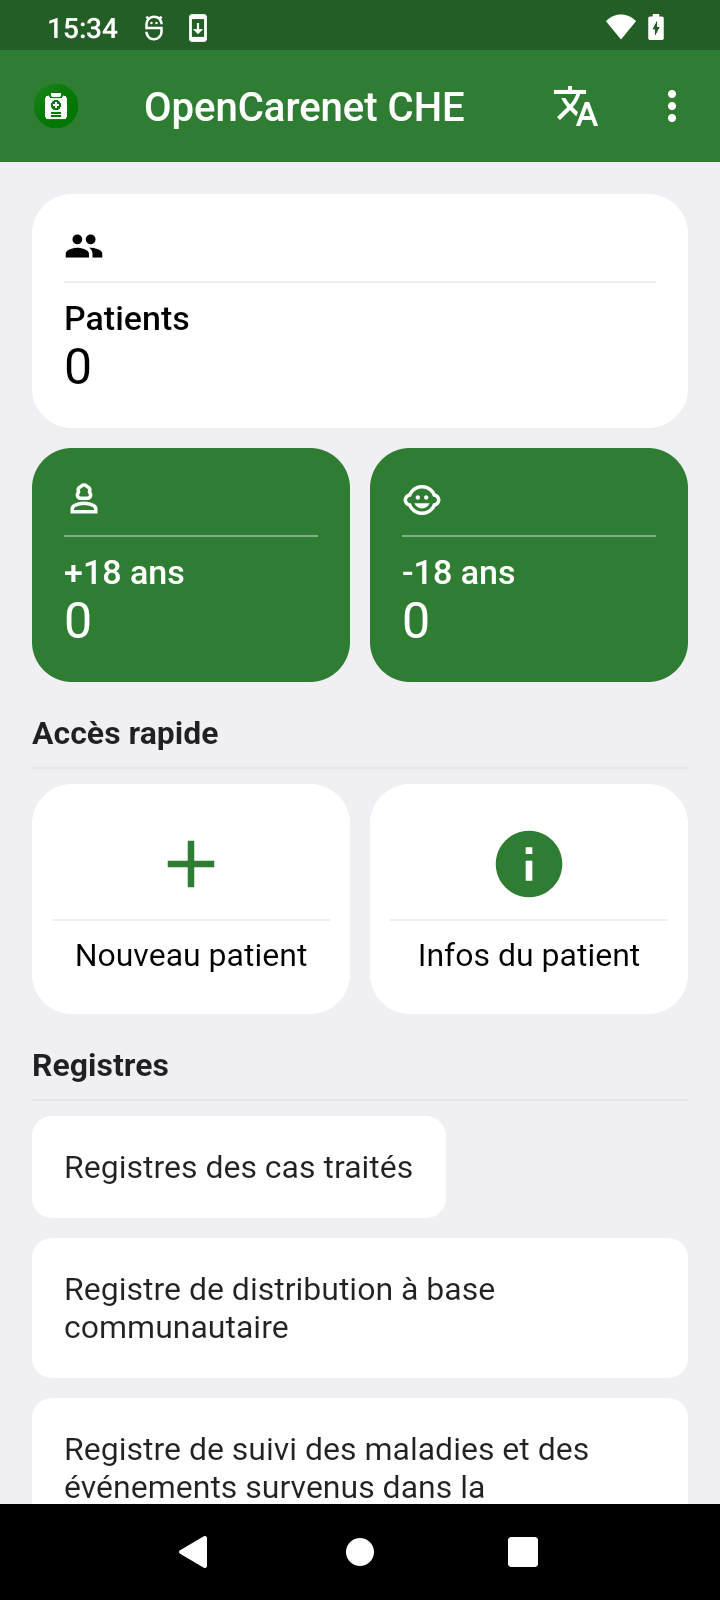 15:34
OpenCarenet CHE
Patients
0
+18 ans
0
-18 ans
0
Accès rapide
Nouveau patient
Infos du patient
Registres
Registres des cas traités
Registre de distribution à base
communautaire
Registre de suivi des maladies et des
événements survenus dans la